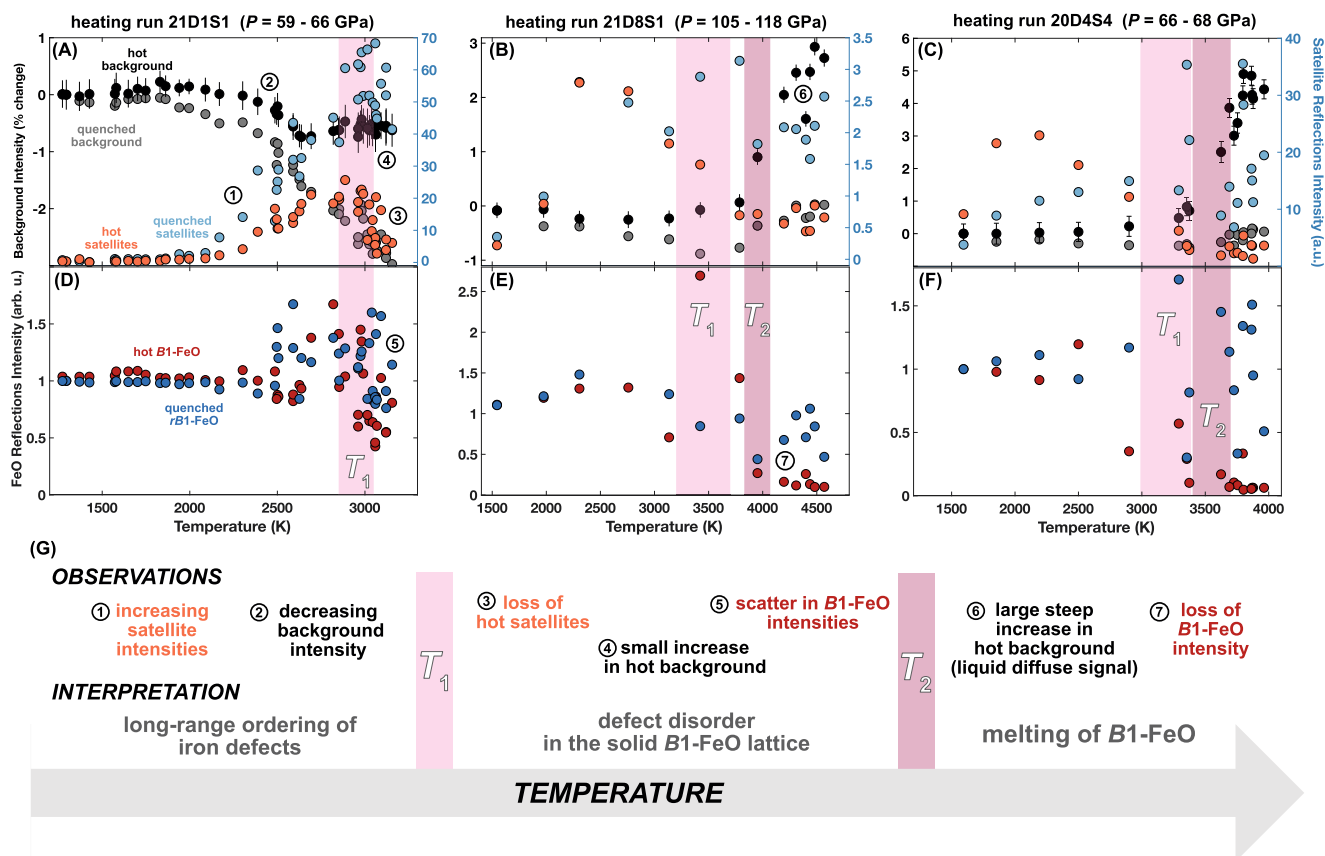 heating run 21D1S1 (P = 59 - 66 GPa)
heating run 21D8S1 (P = 105 - 118 GPa)
heating run 20D4S4 (P = 66 - 68 GPa)
(A)
hot
background
2
quenched
background
1
4
3
hot
satellites
quenched
satellites
Background Intensity (% change)
1
0
-1
-2
70
60
50
40
30
20
10
0
(B)
6
3
2
1
0
-1
3.5
3
2.5
2
1.5
1
0.5
0
(C)
6
5
4
3
2
1
0
40
30
20
10
Satellite Reflections Intensity (a.u.)
(D)
hot B1-FeO
quenched
rB1-FeO
5
T1
FeO Reflections Intensity (arb. u.)
1.5
1
0.5
0
1500 2000 2500 3000
Temperature (K)
(E)
T1
T2
7
2.5
2
1.5
1
0.5
0
1500 2000 2500 3000 3500 4000 4500
Temperature (K)
(F)
T1
T2
1.5
1
0.5
0
1500 2000 2500 3000 3500 4000
Temperature (K)
(G)
OBSERVATIONS
1 increasing
satellite
intensities
2 decreasing
background
intensity
T1
3 loss of
hot satellites
4 small increase
in hot background
5 scatter in B1-FeO
intensities
T2
6 large steep
increase in
hot background
(liquid diffuse signal)
7 loss of
B1-FeO
intensity
INTERPRETATION
long-range ordering of
iron defects
defect disorder
in the solid B1-FeO lattice
melting of B1-FeO
TEMPERATURE